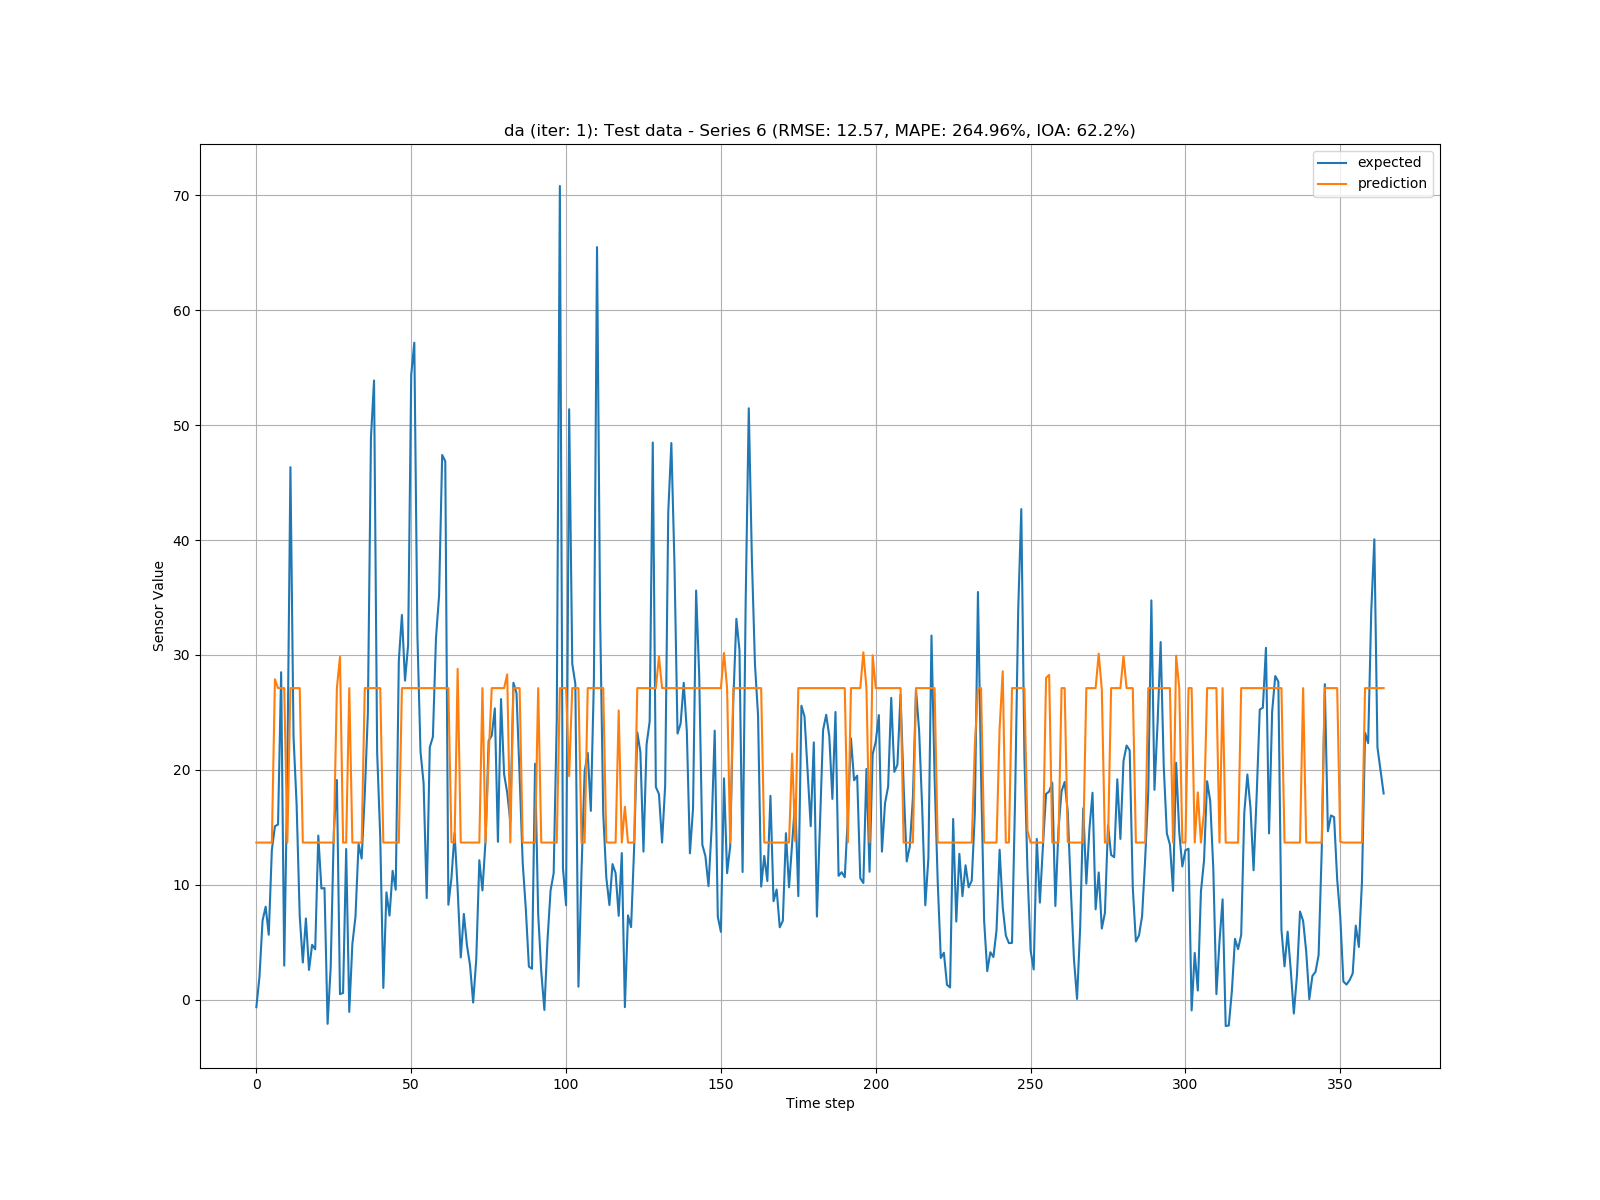 da (iter: 1): Test data - Series 6 (RMSE: 12.57, MAPE: 264.96%, IOA: 62.2%)
expected
prediction
70
60
50
40
30
20
10
0
Sensor Value
0 50 100 150 200 250 300 350
Time step